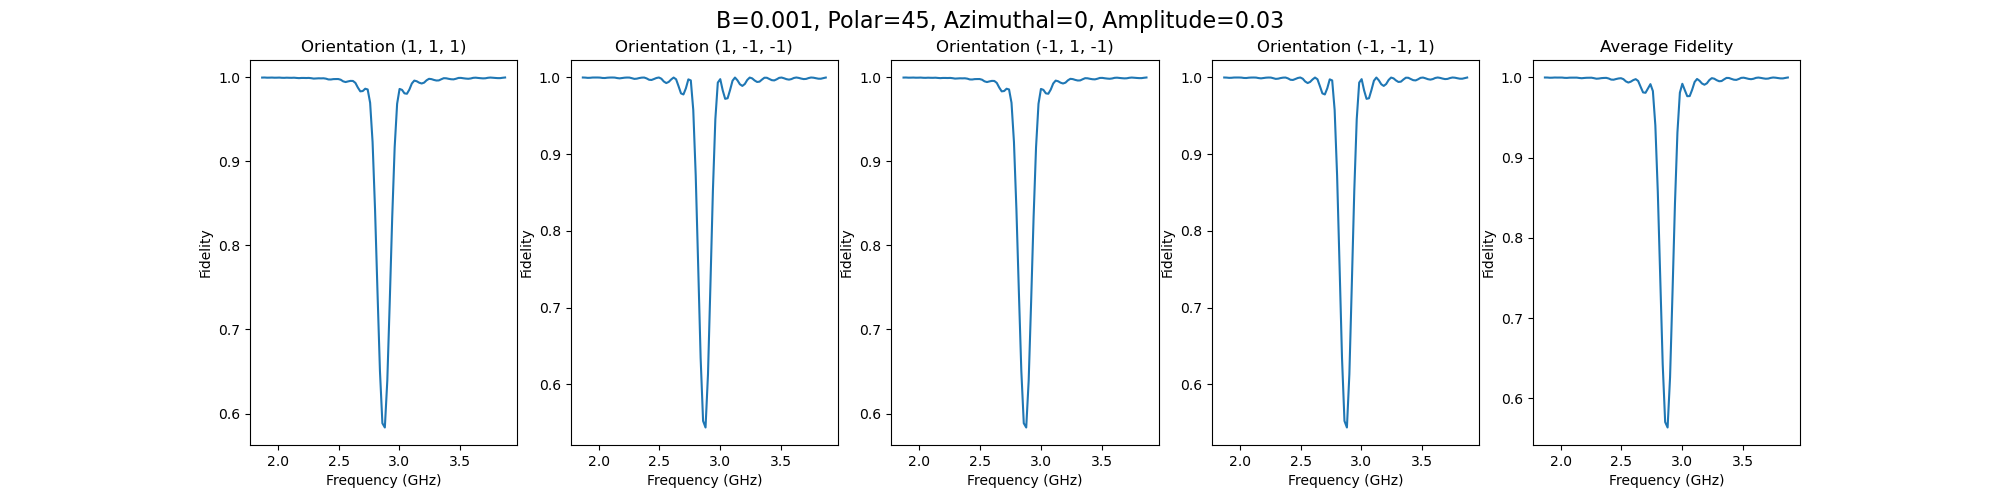 B=0.001, Polar=45, Azimuthal=0, Amplitude=0.03
Orientation (1, 1, 1)
1.0
0.9
0.8
0.7
0.6
Fidelity
2.0 2.5 3.0 3.5
Frequency (GHz)
Orientation (1, -1, -1)
1.0
0.9
0.8
0.7
0.6
Fidelity
2.0 2.5 3.0 3.5
Frequency (GHz)
Orientation (-1, 1, -1)
1.0
0.9
0.8
0.7
0.6
Fidelity
2.0 2.5 3.0 3.5
Frequency (GHz)
Orientation (-1, -1, 1)
1.0
0.9
0.8
0.7
0.6
Fidelity
2.0 2.5 3.0 3.5
Frequency (GHz)
Average Fidelity
1.0
0.9
0.8
0.7
0.6
Fidelity
2.0 2.5 3.0 3.5
Frequency (GHz)